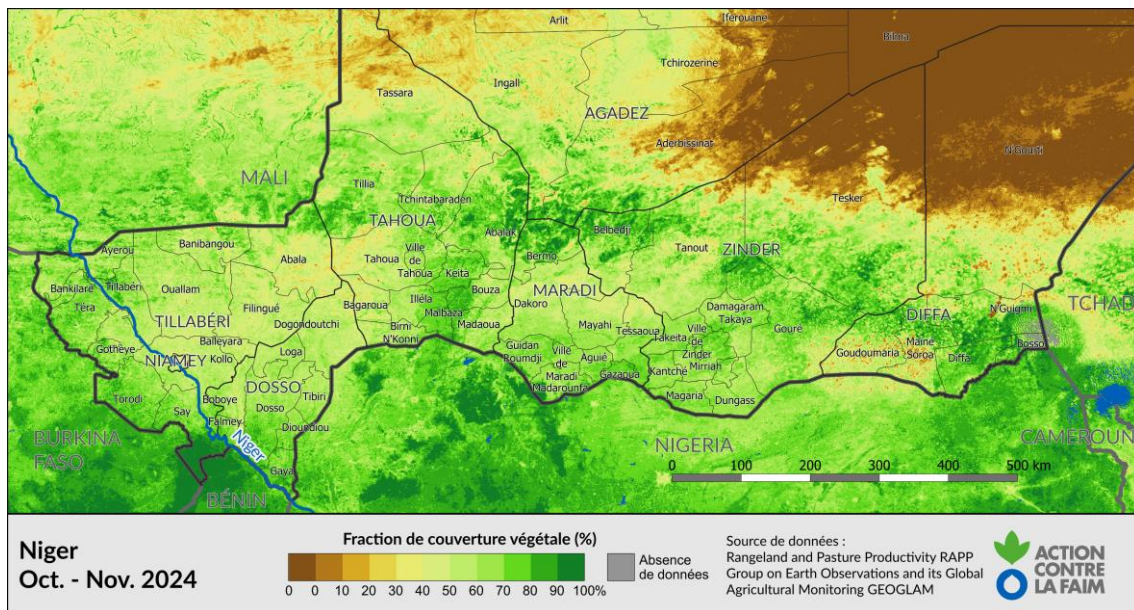 Arlit
Iférouane
Bilma
Tchirozerine
Ingall
Tassara
AGADEZ
Aderbissinat
N'Gourti
MALI
Tillia
Tesker
Tchintabaraden
TAHOUA
Abalak
Belbedji
Ayerou
Banibangou
Abala
Tahoua
Ville
de
Tahoua
Keita
Bermo
Tanout
ZINDER
Bankilaré
Tillabéri
Ouallam
Bouza
MARADI
N'Guigmi
TCHAD
Téra
Filingué
Bagaroua
Illéla
Malbaza
Dakoro
Damagaram
Takaya
DIFFA
TILLABÉRI
Dogondoutchi
Birni
N'Konni
Madaoua
Mayahi
Tessaoua
Takeita
Ville
de
Zinder
Gouré
Maine
Soroa
Bosso
Gothèye
Balleyara
NIAMEY
Kollo
Loga
Guidan
Roumdji
Ville
de
Maradi
Aguié
Mirriah
Goudoumaria
Diffa
Torodi
Say
Boboye
DOSSO
Tibiri
Madarounfa
Gazaoua
Kantché
Magaria
Dungass
Dosso
Falmey
Dioundiou
BURKINA
FASO
Niger
NIGERIA
CAMEROUN
Gaya
BÉNIN
0 100 200 300 400 500 km
Niger
Oct. - Nov. 2024
Fraction de couverture végétale (%)
0 0 10 20 30 40 50 60 70 80 90 100%
Absence
de données
Source de données :
Rangeland and Pasture Productivity RAPP
Group on Earth Observations and its Global
Agricultural Monitoring GEOGLAM
ACTION
CONTRE
LA FAIM